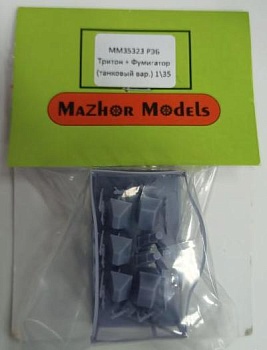 MM35323 РЭБ
Тритон + Фумигатор
(танковый вар.) 1\35
MAZHOR MODELS